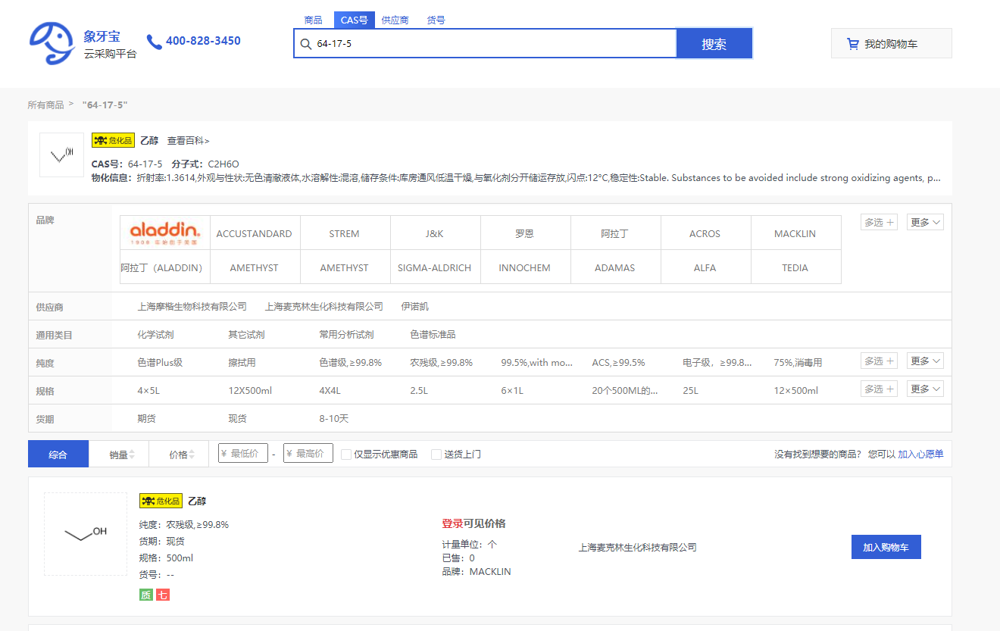 商品 CAS号 供应商 货号
象牙宝
云采购平台
400-828-3450
64-17-5
搜索
我的购物车
所有商品 > "64-17-5"
OH
危化品 乙醇 查看百科>
CAS号: 64-17-5 分子式: C2H6O
物化信息: 折射率:1.3614,外观与性状:无色清澈液体,水溶解性:混溶,储存条件:库房通风低温干燥,与氧化剂分开储运存放,闪点:12°C,稳定性:Stable. Substances to be avoided include strong oxidizing agents, p...
品牌
aladdin. ACCUSTANDARD STREM J&K 罗恩 阿拉丁 ACROS MACKLIN
多选 + 更多
阿拉丁（ALADDIN） AMETHYST AMETHYST SIGMA-ALDRICH INNOCHEM ADAMAS ALFA TEDIA
供应商 上海摩楷生物科技有限公司 上海麦克林生化科技有限公司 伊诺凯
通用类目 化学试剂 其它试剂 常用分析试剂 色谱标准品
纯度 色谱Plus级 擦拭用 色谱级,≥99.8% 农残级,≥99.8% 99.5%,with mo... ACS,≥99.5% 电子级，≥99.8... 75%,消毒用 多选 + 更多
规格 4×5L 12X500ml 4X4L 2.5L 6×1L 20个500ML的... 25L 12×500ml 多选 + 更多
货期 期货 现货 8-10天
综合 销量 价格 ¥ 最低价 - ¥ 最高价 仅显示优惠商品 送货上门 没有找到想要的商品? 您可以 加入心愿单
OH
危化品 乙醇
纯度: 农残级,≥99.8%
货期: 现货
规格: 500ml
货号: --
质 七
登录可见价格
计量单位: 个
已售: 0
品牌: MACKLIN
上海麦克林生化科技有限公司
加入购物车